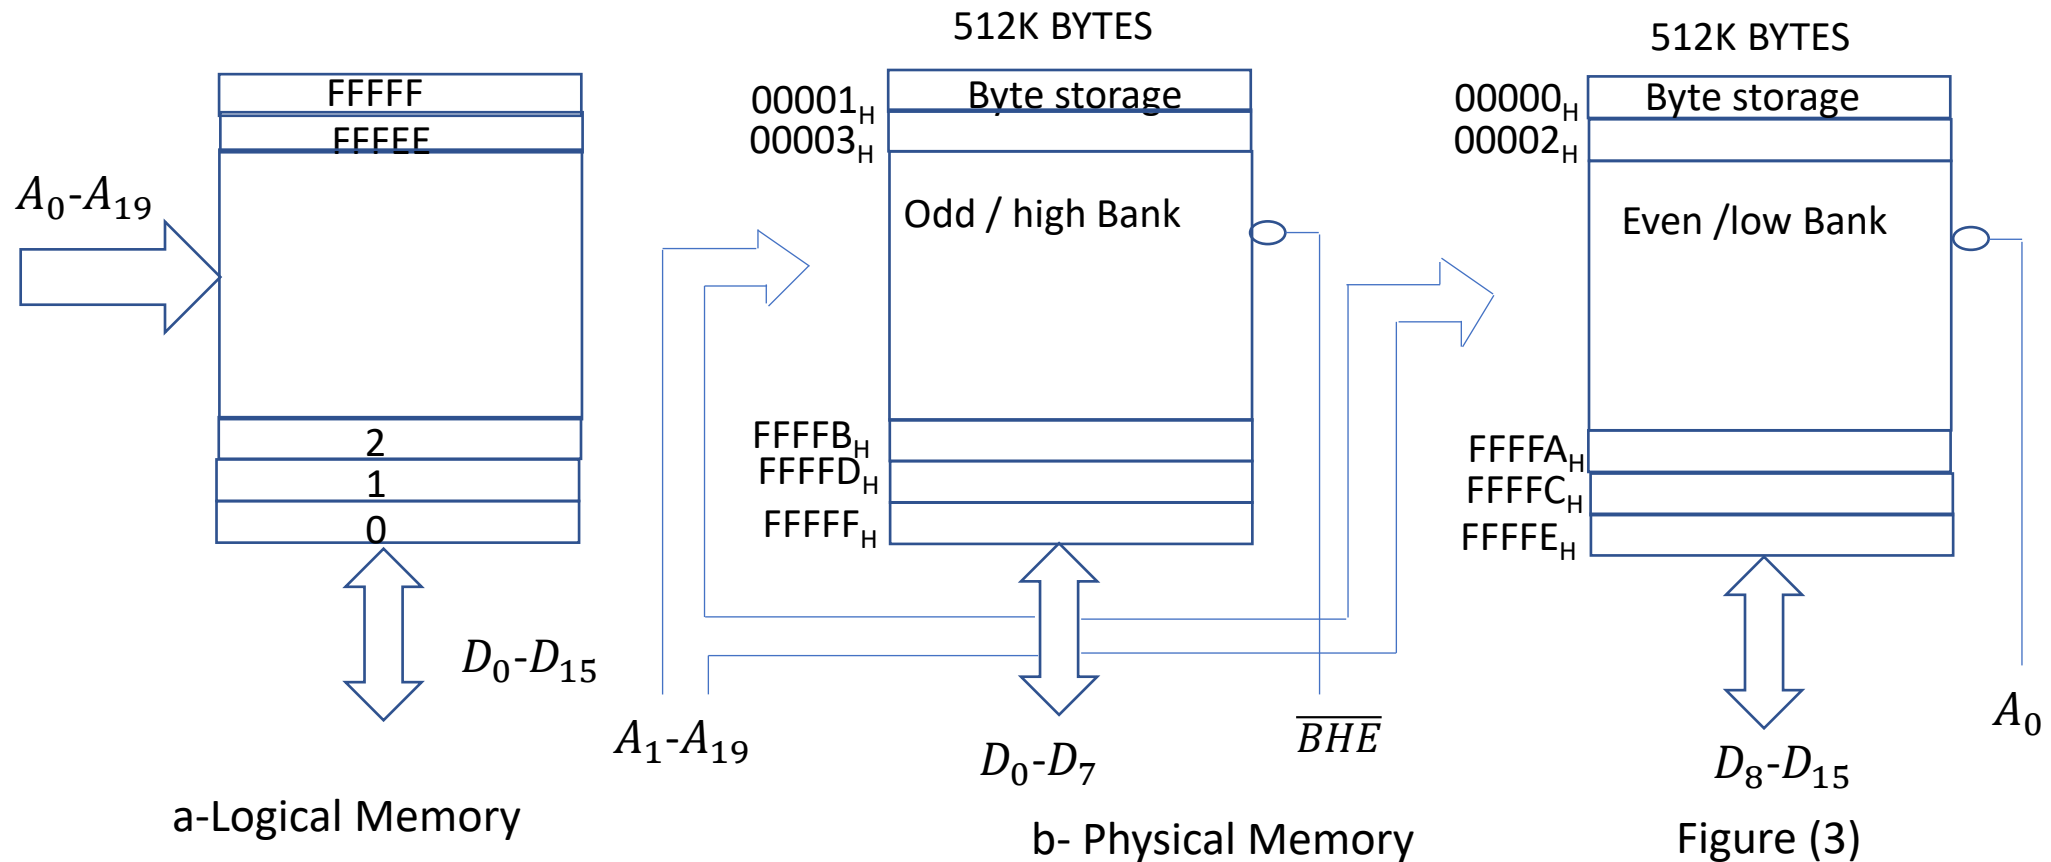 512K BYTES
512K BYTES
FFFFF
FFFEE
A₀-A₁₉
2
1
0
D₀-D₁₅
a-Logical Memory
00001H
Byte storage
00003H
Odd / high Bank
FFFFBH
FFFFDH
FFFFFH
A₁-A₁₉
D₀-D₇
B̅H̅E̅
b- Physical Memory
00000H
Byte storage
00002H
Even /low Bank
FFFFAH
FFFFCH
FFFFEH
D₈-D₁₅
A₀
Figure (3)